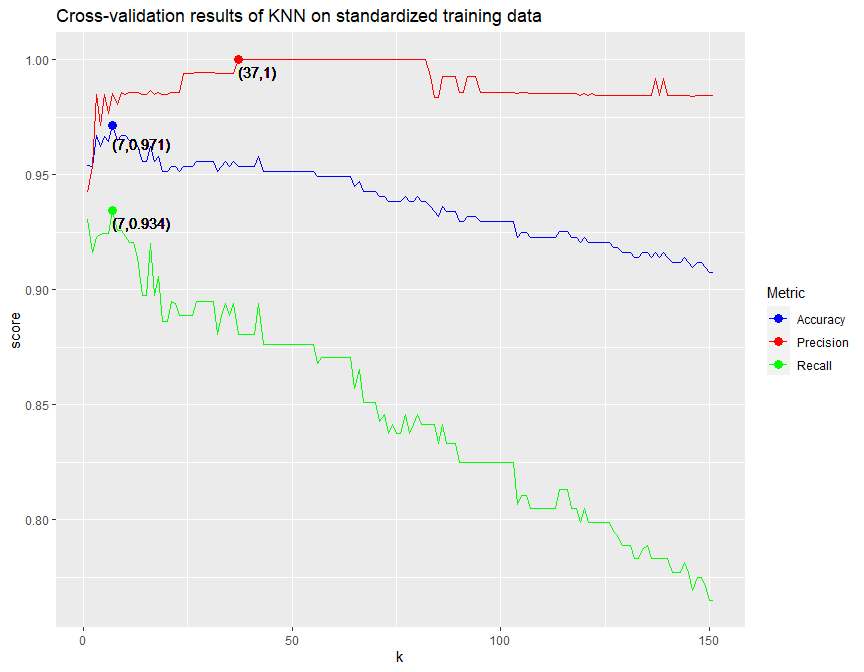 Cross-validation results of KNN on standardized training data
1.00
(37,1)
(7,0.971)
0.95
(7,0.934)
0.90
0.85
0.80
score
0
50
100
150
k
Metric
Accuracy
Precision
Recall